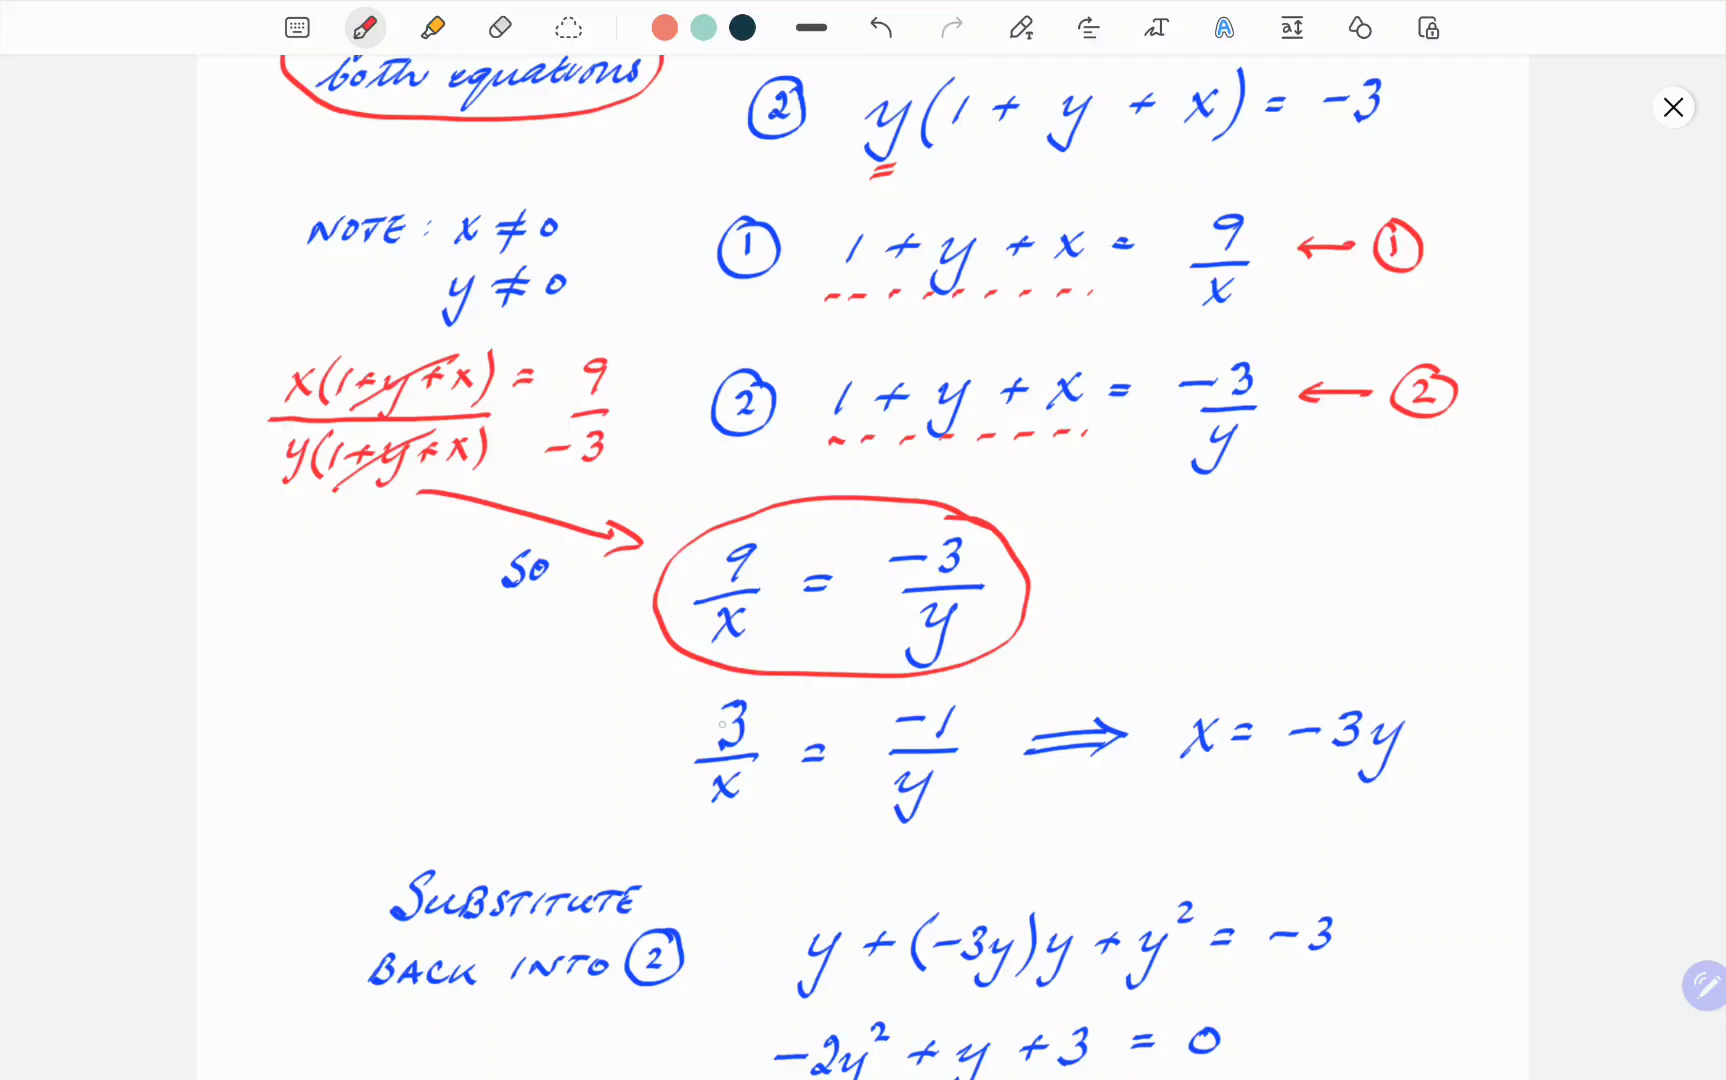 both equations
② y(1 + y + x) = -3
NOTE: x ≠ 0
y ≠ 0
① 1 + y + x = 9/x ← ①
x(1+y+x)/y(1+y+x) = 9/-3
② 1 + y + x = -3/y ← ②
so 9/x = -3/y
3/x = -1/y ⟹ x = -3y
SUBSTITUTE
BACK INTO ②
y + (-3y)y + y² = -3
-2y² + y + 3 = 0